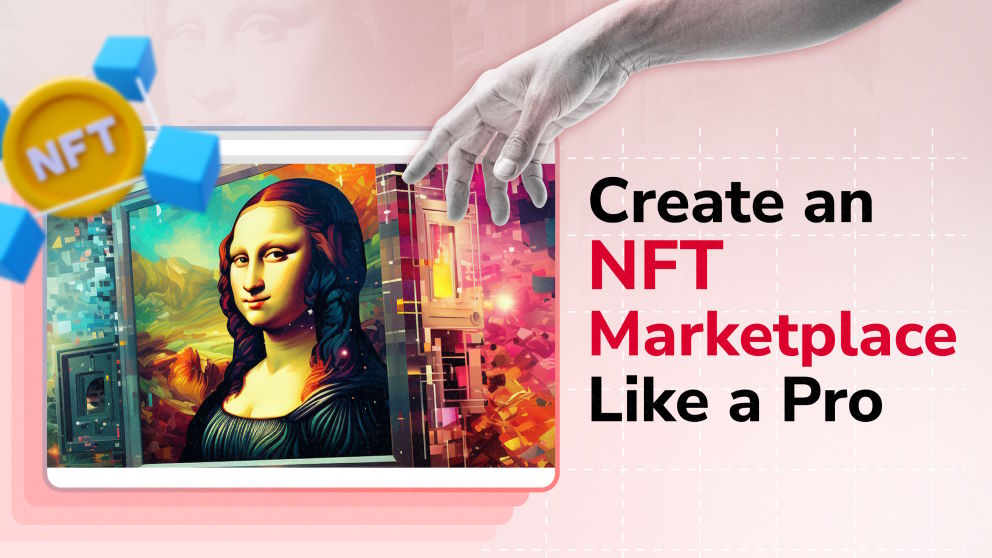 NFT
Create an
NFT
Marketplace
Like a Pro